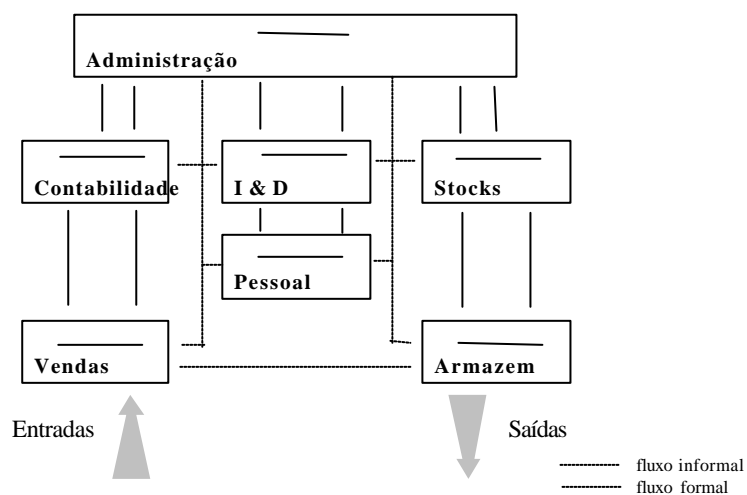 Administração
Contabilidade
I & D
Stocks
Pessoal
Vendas
Armazem
Entradas
Saídas
fluxo informal
fluxo formal